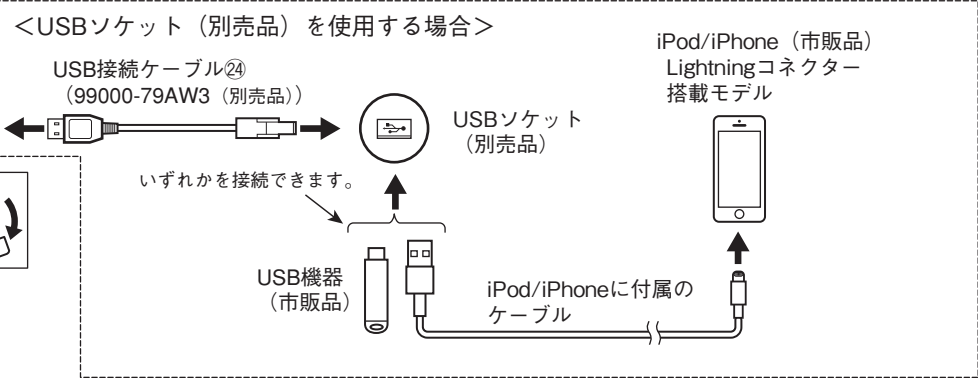 ＜USBソケット（別売品）を使用する場合＞
USB接続ケーブル㉔
（99000-79AW3（別売品））
USBソケット
（別売品）
iPod/iPhone（市販品）
Lightningコネクター
搭載モデル
いずれかを接続できます。
USB機器
（市販品）
iPod/iPhoneに付属の
ケーブル